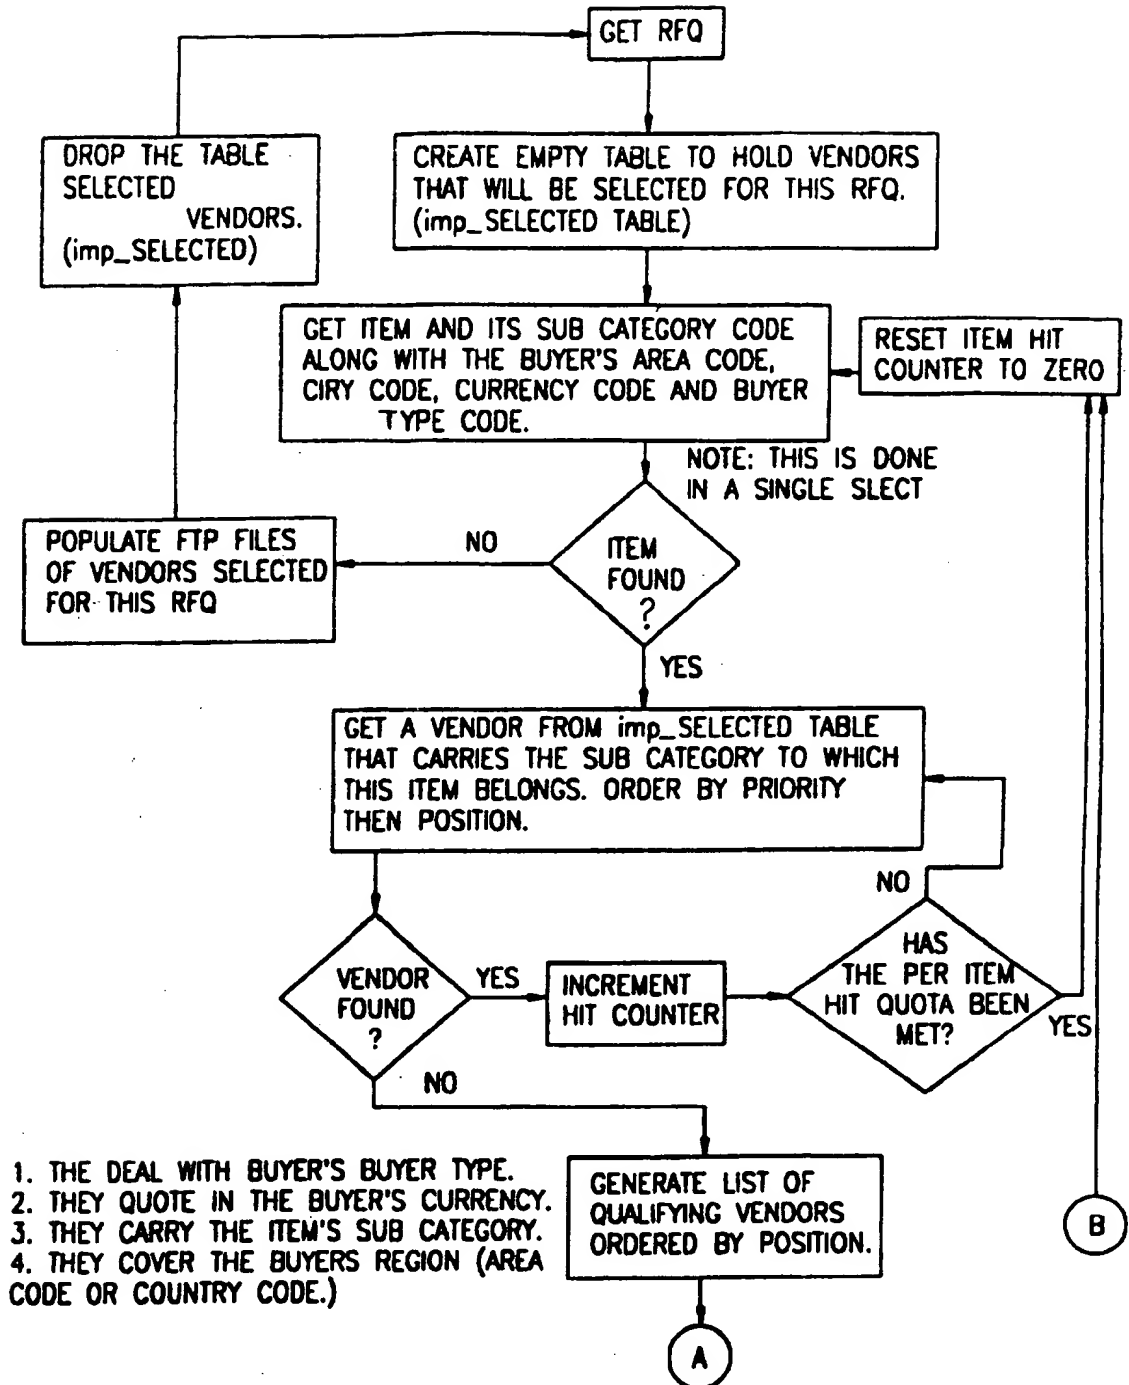 GET RFQ
DROP THE TABLE
SELECTED
VENDORS.
(imp_SELECTED)
CREATE EMPTY TABLE TO HOLD VENDORS
THAT WILL BE SELECTED FOR THIS RFQ.
(imp_SELECTED TABLE)
GET ITEM AND ITS SUB CATEGORY CODE
ALONG WITH THE BUYER'S AREA CODE,
CIRY CODE, CURRENCY CODE AND BUYER
TYPE CODE.
RESET ITEM HIT
COUNTER TO ZERO
NOTE: THIS IS DONE
IN A SINGLE SLECT
POPULATE FTP FILES
OF VENDORS SELECTED
FOR THIS RFQ
NO
ITEM
FOUND
?
YES
GET A VENDOR FROM imp_SELECTED TABLE
THAT CARRIES THE SUB CATEGORY TO WHICH
THIS ITEM BELONGS. ORDER BY PRIORITY
THEN POSITION.
NO
VENDOR
FOUND
?
YES
INCREMENT
HIT COUNTER
HAS
THE PER ITEM
HIT QUOTA BEEN
MET?
YES
NO
1. THE DEAL WITH BUYER'S BUYER TYPE.
2. THEY QUOTE IN THE BUYER'S CURRENCY.
3. THEY CARRY THE ITEM'S SUB CATEGORY.
4. THEY COVER THE BUYERS REGION (AREA
CODE OR COUNTRY CODE.)
GENERATE LIST OF
QUALIFYING VENDORS
ORDERED BY POSITION.
B
A